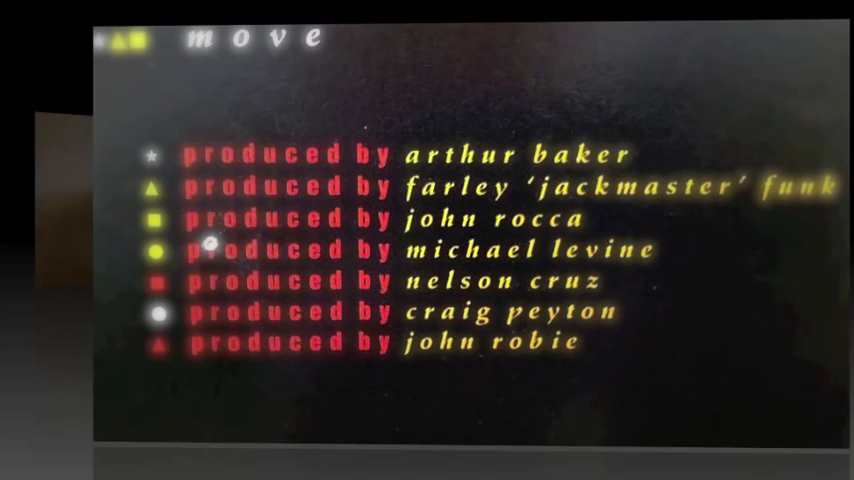 move
produced by arthur baker
produced by farley 'jackmaster' funk
produced by john rocca
produced by michael levine
produced by nelson cruz
produced by craig peyton
produced by john robie